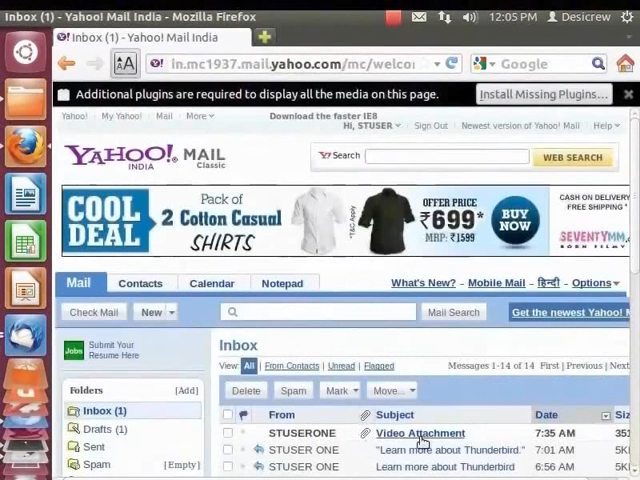 Inbox (1) - Yahoo! Mail India - Mozilla Firefox 12:05 PM Desicrew
Inbox (1) - Yahoo! Mail India
in.mc1937.mail.yahoo.com/mc/welcor Google
Additional plugins are required to display all the media on this page. Install Missing Plugins...
Yahoo! My Yahoo! Mail More Download the faster IE8
Hi, STUSER Sign Out Newest version of Yahoo! Mail Help
YAHOO! MAIL
INDIA Classic
Y! Search WEB SEARCH
COOL DEAL
Pack of
2 Cotton Casual
SHIRTS
*T&C Apply
OFFER PRICE
₹699*
MRP: ₹1599
BUY NOW
CASH ON DELIVERY
FREE SHIPPING*
SEVENTYMM
Mail Contacts Calendar Notepad What's New? - Mobile Mail - हिन्दी - Options
Check Mail New Mail Search Get the newest Yahoo! M
Jobs Submit Your Resume Here
Inbox
View: All | From Contacts | Unread | Flagged Messages 1-14 of 14 First | Previous | Next
Delete Spam Mark Move...
Folders [Add]
Inbox (1)
Drafts (1)
Sent
Spam [Empty]
From Subject Date Siz
STUSERONE Video Attachment 7:35 AM 351
STUSER ONE "Learn more about Thunderbird." 7:01 AM 5K
STUSER ONE Learn more about Thunderbird 6:56 AM 5K